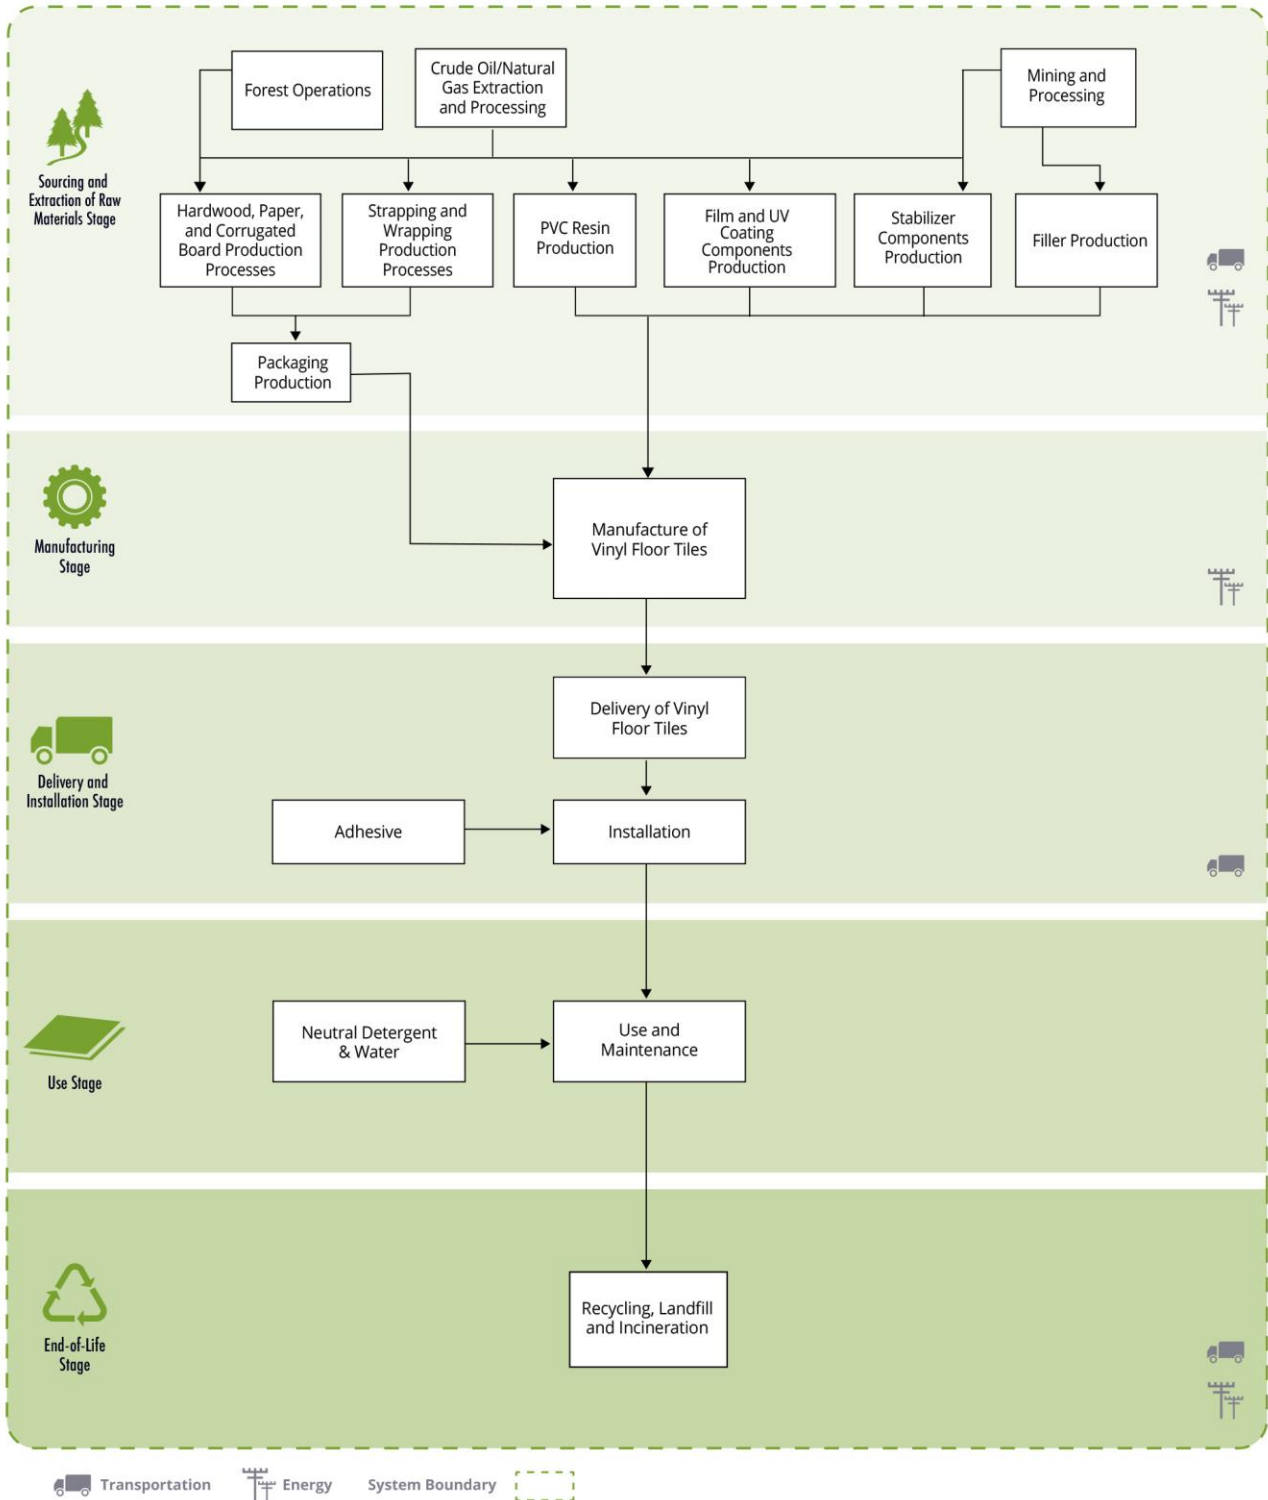 Forest Operations
Crude Oil/Natural
Gas Extraction
and Processing
Mining and
Processing
Sourcing and
Extraction of Raw
Materials Stage
Hardwood, Paper,
and Corrugated
Board Production
Processes
Strapping and
Wrapping
Production
Processes
PVC Resin
Production
Film and UV
Coating
Components
Production
Stabilizer
Components
Production
Filler Production
Packaging
Production
Manufacturing
Stage
Manufacture of
Vinyl Floor Tiles
Delivery and
Installation Stage
Delivery of Vinyl
Floor Tiles
Adhesive
Installation
Use Stage
Neutral Detergent
& Water
Use and
Maintenance
End-of-Life
Stage
Recycling, Landfill
and Incineration
Transportation
Energy
System Boundary